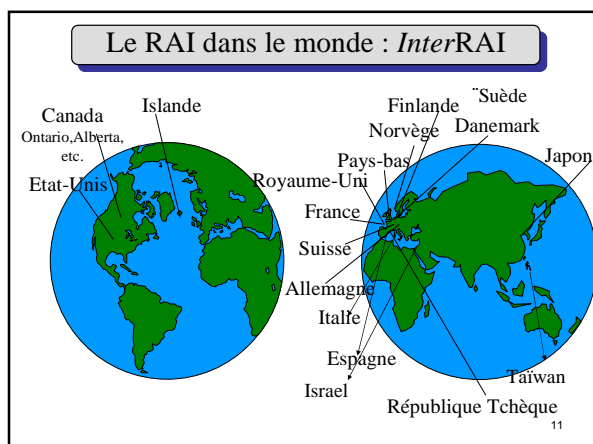 Le RAI dans le monde : InterRAI
Islande
Canada
Ontario,Alberta,
etc.
Etat-Unis
Finlande
¨Suède
Norvège
Danemark
Pays-bas
Japon
Royaume-Uni
France
Suisse
Allemagne
Italie
Espagne
Israel
Taïwan
République Tchèque
11